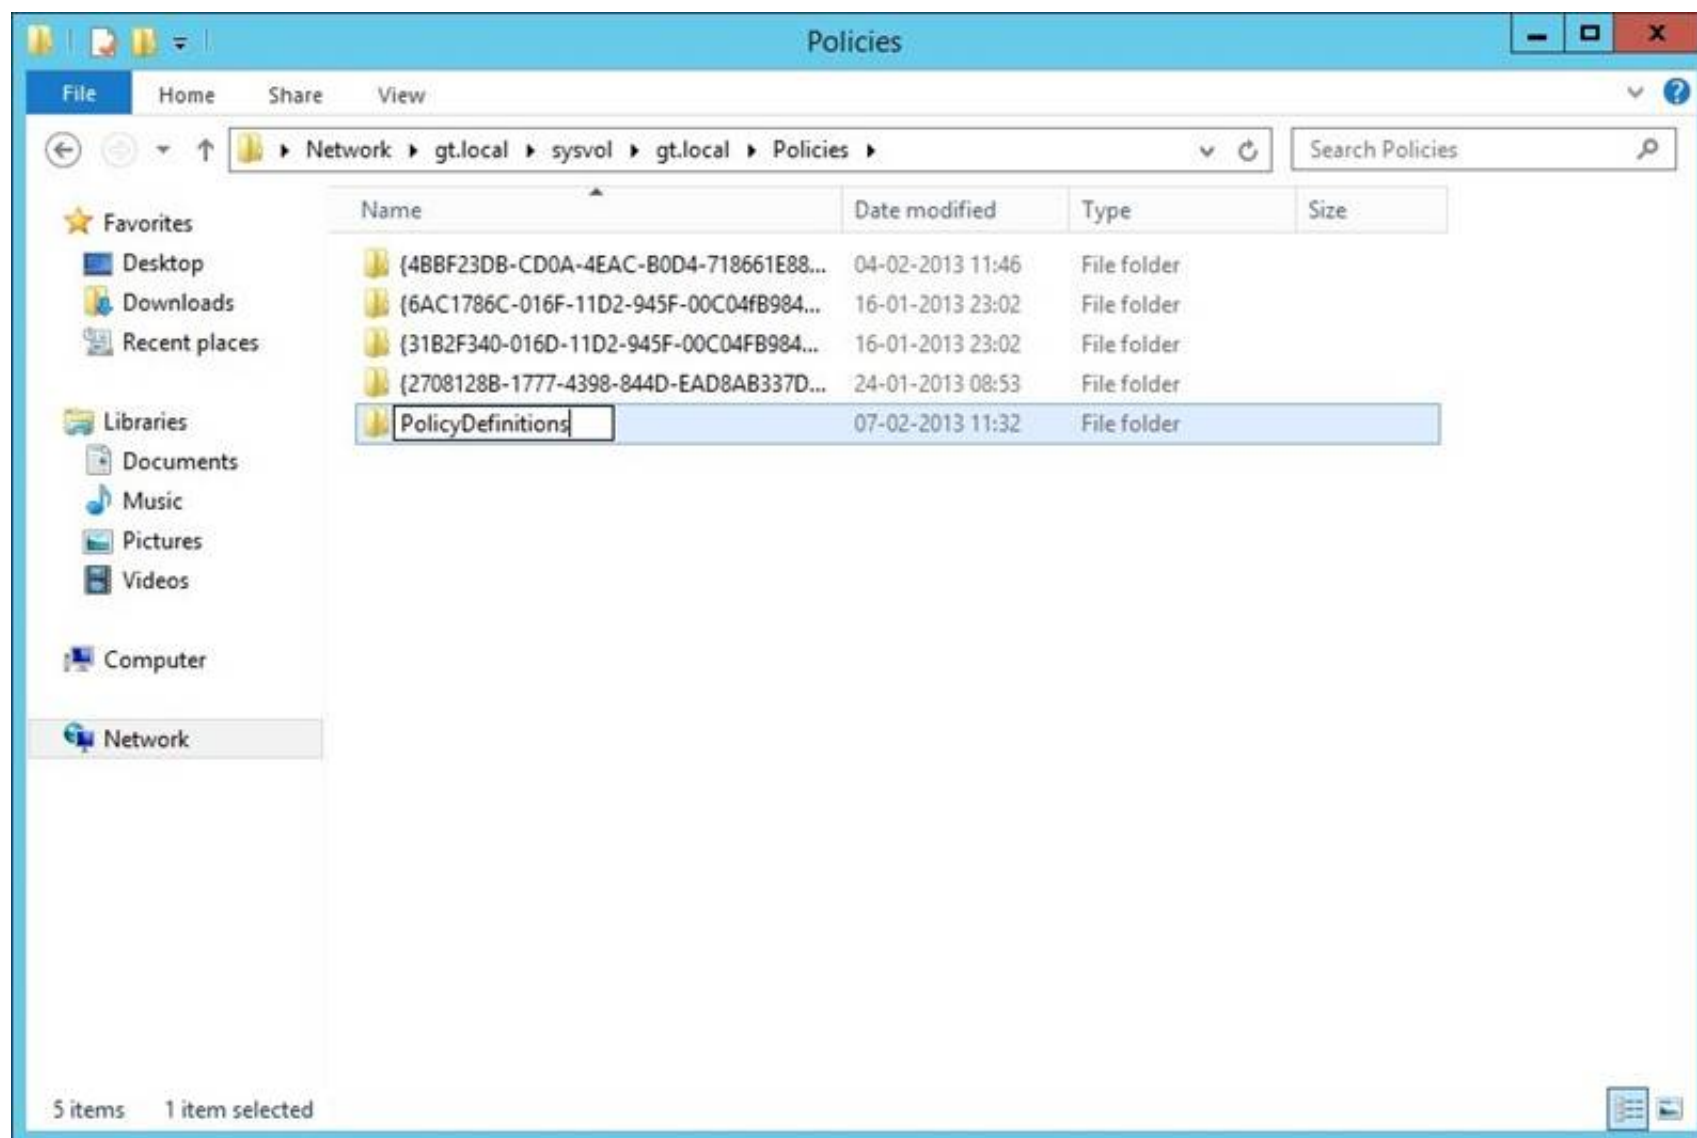 Policies
File Home Share View
Network gt.local sysvol gt.local Policies Search Policies
Name Date modified Type Size
Favorites
Desktop
Downloads
Recent places
Libraries
Documents
Music
Pictures
Videos
Computer
Network
{4BBF23DB-CD0A-4EAC-B0D4-718661E88... 04-02-2013 11:46 File folder
{6AC1786C-016F-11D2-945F-00C04fB984... 16-01-2013 23:02 File folder
{31B2F340-016D-11D2-945F-00C04FB984... 16-01-2013 23:02 File folder
{2708128B-1777-4398-844D-EAD8AB337D... 24-01-2013 08:53 File folder
PolicyDefinitions 07-02-2013 11:32 File folder
5 items 1 item selected